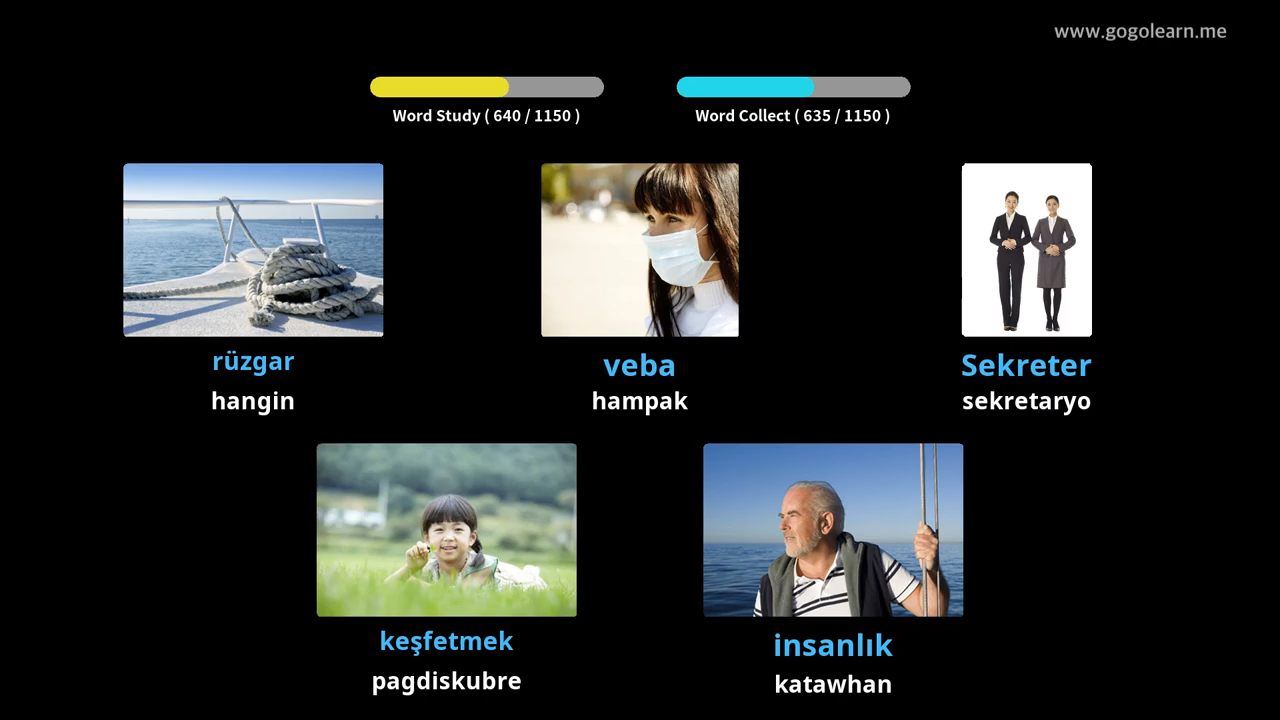 www.gogolearn.me
Word Study ( 640 / 1150 )
Word Collect ( 635 / 1150 )
rüzgar
hangin
veba
hampak
Sekreter
sekretaryo
keşfetmek
pagdiskubre
insanlık
katawhan